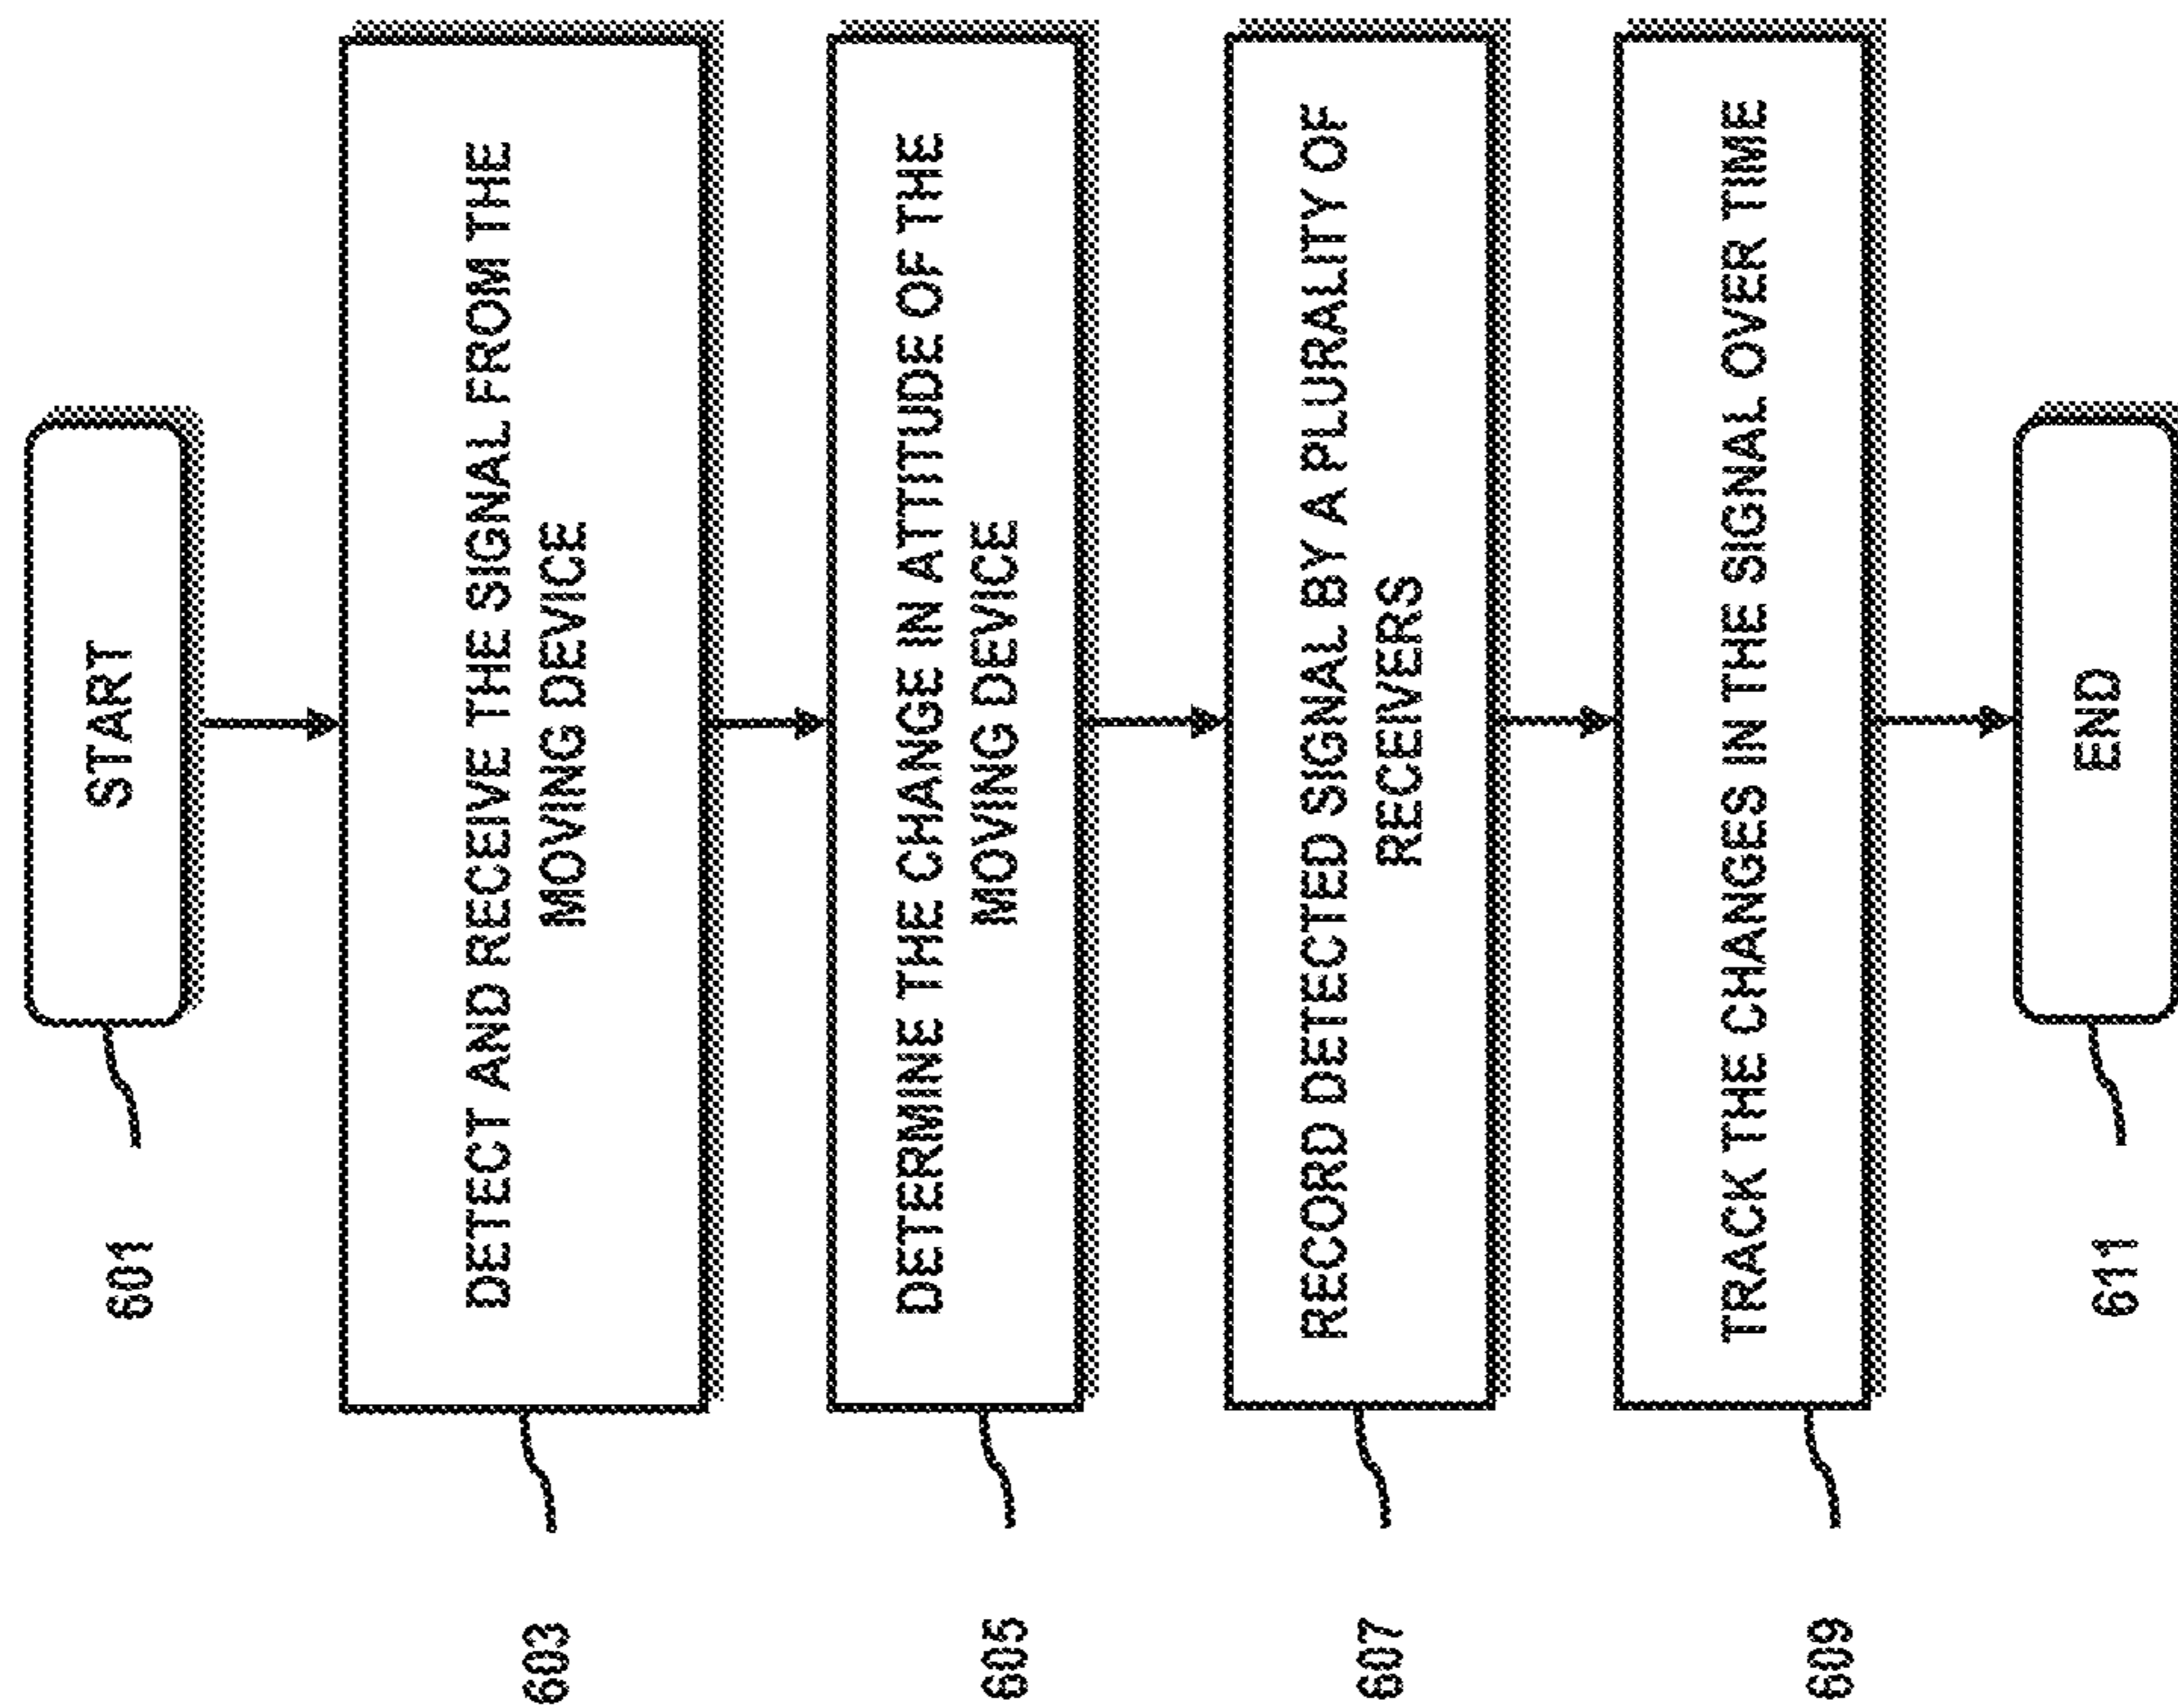 START
601
DETECT AND RECEIVE THE SIGNAL FROM THE
MOVING DEVICE
603
DETERMINE THE CHANGE IN ATTITUDE OF THE
MOVING DEVICE
605
RECORD DETECTED SIGNAL BY A PLURALITY OF
RECEIVERS
607
TRACK THE CHANGES IN THE SIGNAL OVER TIME
609
END
611